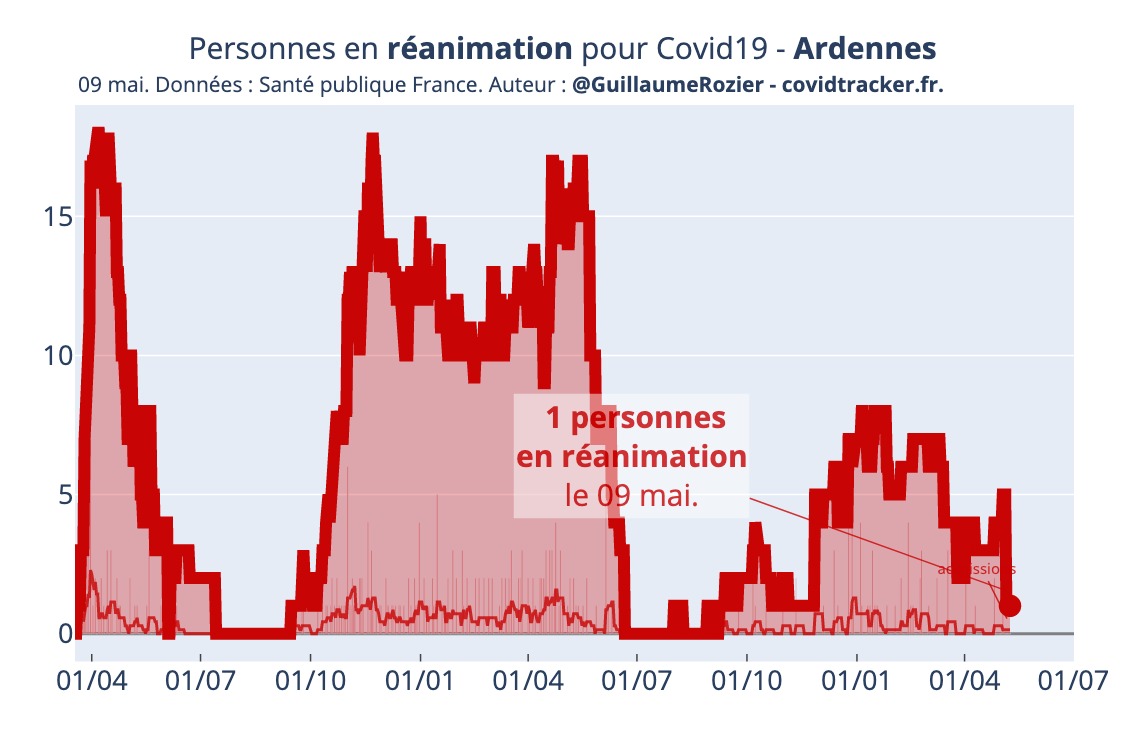 Personnes en réanimation pour Covid19 - Ardennes
09 mai. Données : Santé publique France. Auteur : @GuillaumeRozier - covidtracker.fr.
15
10
5
0
1 personnes
en réanimation
le 09 mai.
admissions
01/04 01/07 01/10 01/01 01/04 01/07 01/10 01/01 01/04 01/07